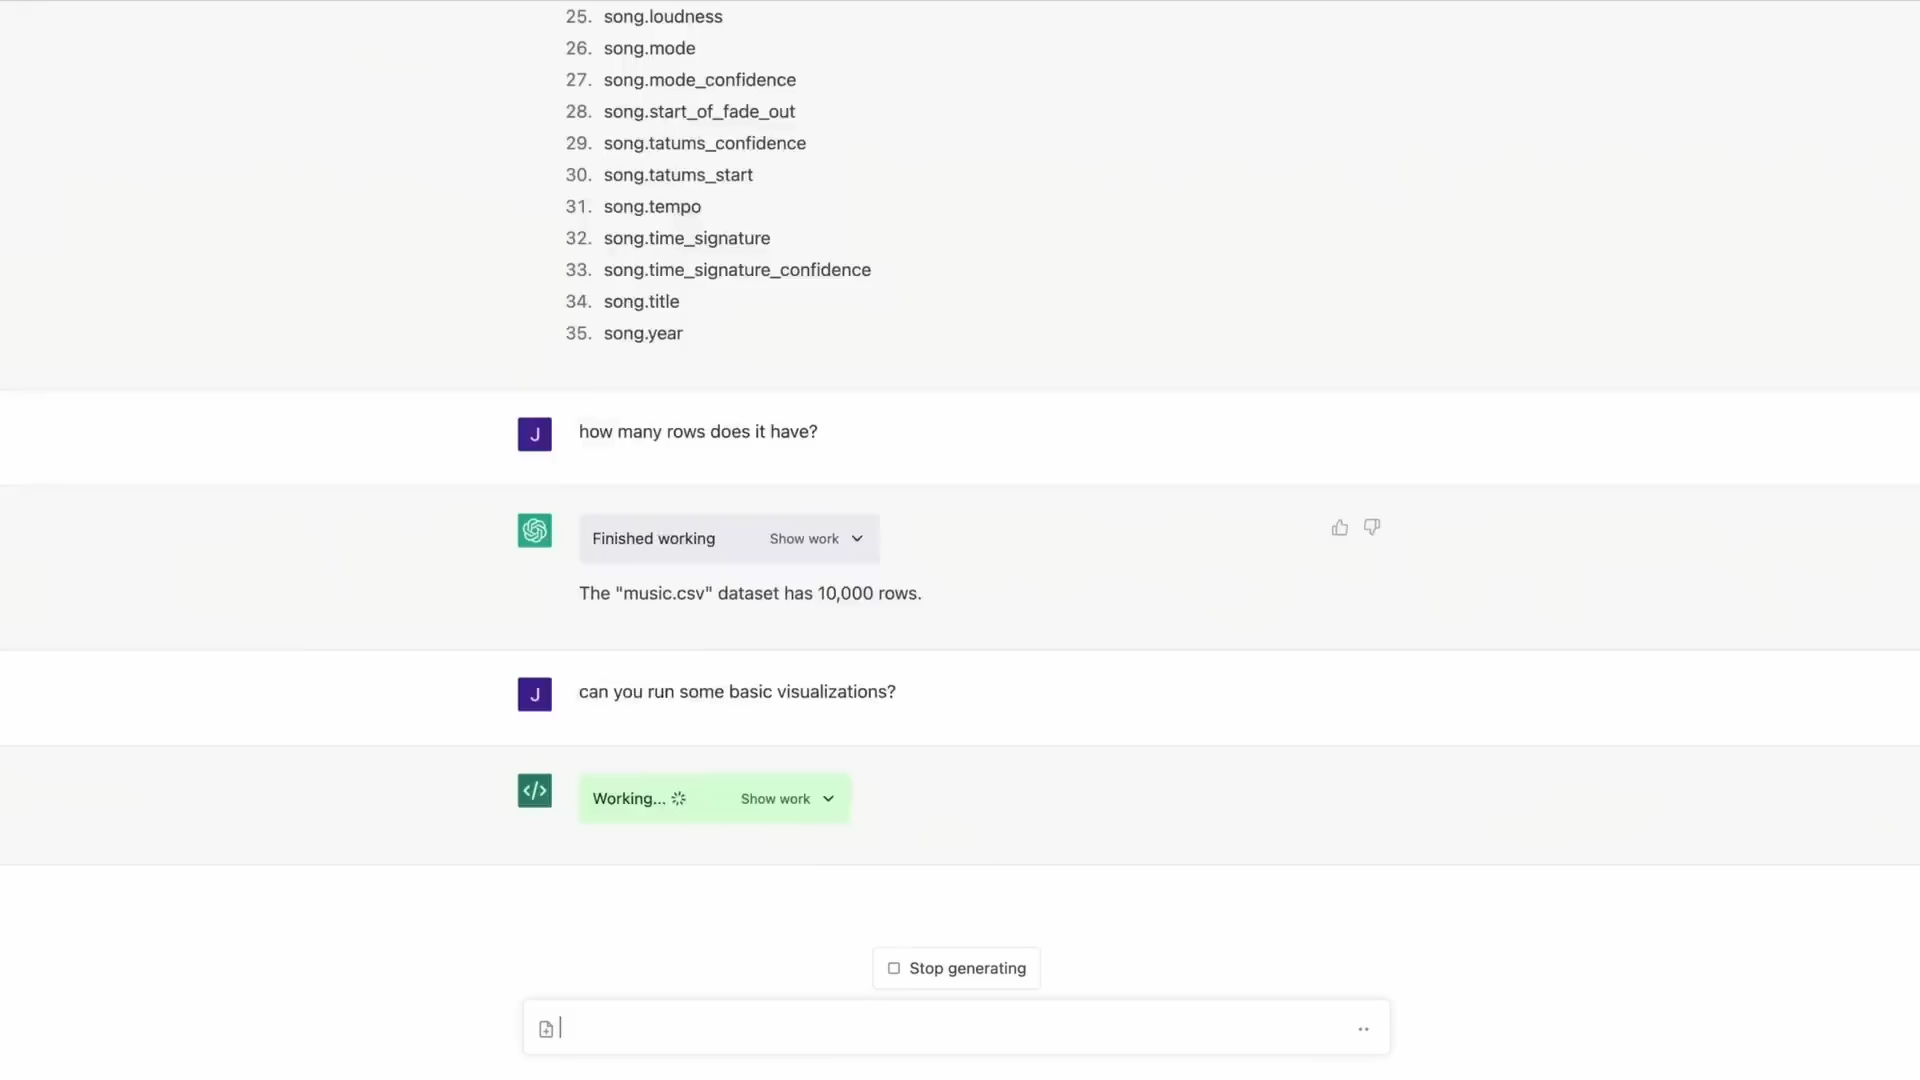 25. song.loudness
26. song.mode
27. song.mode_confidence
28. song.start_of_fade_out
29. song.tatums_confidence
30. song.tatums_start
31. song.tempo
32. song.time_signature
33. song.time_signature_confidence
34. song.title
35. song.year
J how many rows does it have?
Finished working Show work
The "music.csv" dataset has 10,000 rows.
J can you run some basic visualizations?
</> Working... Show work
Stop generating